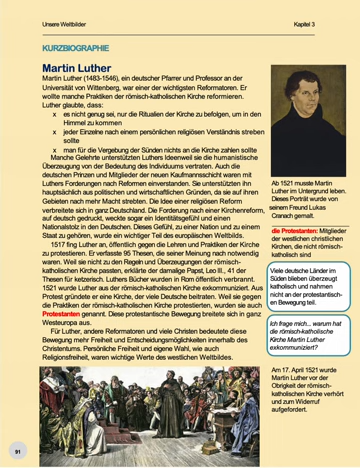 Unsere Weltbilder
Kapitel 3
KURZBIOGRAPHIE
Martin Luther
Martin Luther (1483-1546), ein deutscher Pfarrer und Professor an der
Universität von Wittenberg, war einer der wichtigsten Reformatoren. Er
wollte manche Praktiken der römisch-katholischen Kirche reformieren.
Luther glaubte, dass:
x es nicht genug sei, nur die Ritualien der Kirche zu befolgen, um in den
Himmel zu kommen
x jeder Einzelne nach einem persönlichen religiösen Verständnis streben
sollte
x man für die Vergebung der Sünden nichts an die Kirche zahlen sollte
Manche Gelehrte unterstützten Luthers Ideenweil sie die humanistische
Überzeugung von der Bedeutung des Individuums vertraten. Auch die
deutschen Prinzen und Mitglieder der neuen Kaufmannsschicht waren mit
Luthers Forderungen nach Reformen einverstanden. Sie unterstützten ihn
hauptsächlich aus politischen und wirtschaftlichen Gründen, da sie auf ihren
Gebieten nach mehr Macht strebten. Die Idee einer religiösen Reform
verbreitete sich in ganz Deutschland. Die Forderung nach einer Kirchenreform,
auf deutsch gedruckt, weckte sogar ein Identitätsgefühl und einen
Nationalstolz in den Deutschen. Dieses Gefühl, zu einer Nation und zu einem
Staat zu gehören, wurde ein wichtiger Teil des europäischen Weltbilds.
1517 fing Luther an, öffentlich gegen die Lehren und Praktiken der Kirche
zu protestieren. Er verfasste 95 Thesen, die seiner Meinung nach notwendig
waren. Weil sie nicht zu den Regeln und Überzeugungen der römisch-
katholischen Kirche passten, erklärte der damalige Papst, Leo III., 41 der
Thesen für ketzerisch. Luthers Bücher wurden in Rom öffentlich verbrannt.
1521 wurde Luther aus der römisch-katholischen Kirche exkommuniziert. Aus
Protest gründete er eine Kirche, der viele Deutsche beitraten. Weil sie gegen
die Praktiken der römisch-katholischen Kirche protestierten, wurden sie auch
Protestanten genannt. Diese protestantische Bewegung breitete sich in ganz
Westeuropa aus.
Für Luther, andere Reformatoren und viele Christen bedeutete diese
Bewegung mehr Freiheit und Entscheidungsmöglichkeiten innerhalb des
Christentums. Persönliche Freiheit und eigene Wahl, wie auch
Religionsfreiheit, waren wichtige Werte des westlichen Weltbildes.
Ab 1521 musste Martin
Luther im Untergrund leben.
Dieses Porträt wurde von
seinem Freund Lukas
Cranach gemalt.
die Protestanten: Mitglieder
der westlichen christlichen
Kirchen, die nicht römisch-
katholisch sind
Viele deutsche Länder im
Süden blieben überzeugt
katholisch und nahmen
nicht an der protestantisch-
en Bewegung teil.
Ich frage mich... warum hat
die römisch-katholische
Kirche Martin Luther
exkommuniziert?
Am 17. April 1521 wurde
Martin Luther vor der
Obrigkeit der römisch-
katholischen Kirche verhört
und zum Widerruf
aufgefordert.
91